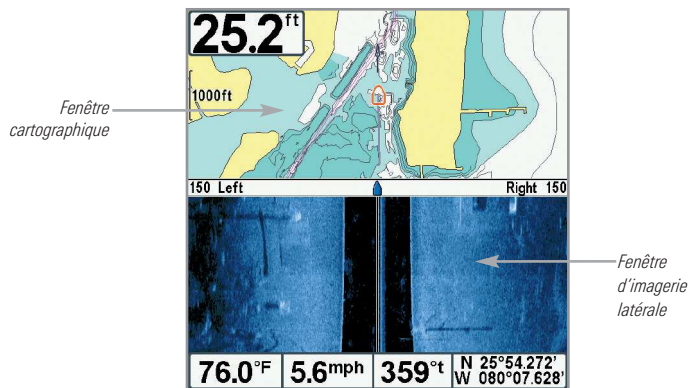 25.2ft
1000ft
Fenêtre
cartographique
150 Left
Right 150
Fenêtre
d'imagerie
latérale
76.0°F
5.6mph
359°t
N 25°54.272'
W 080°07.628'